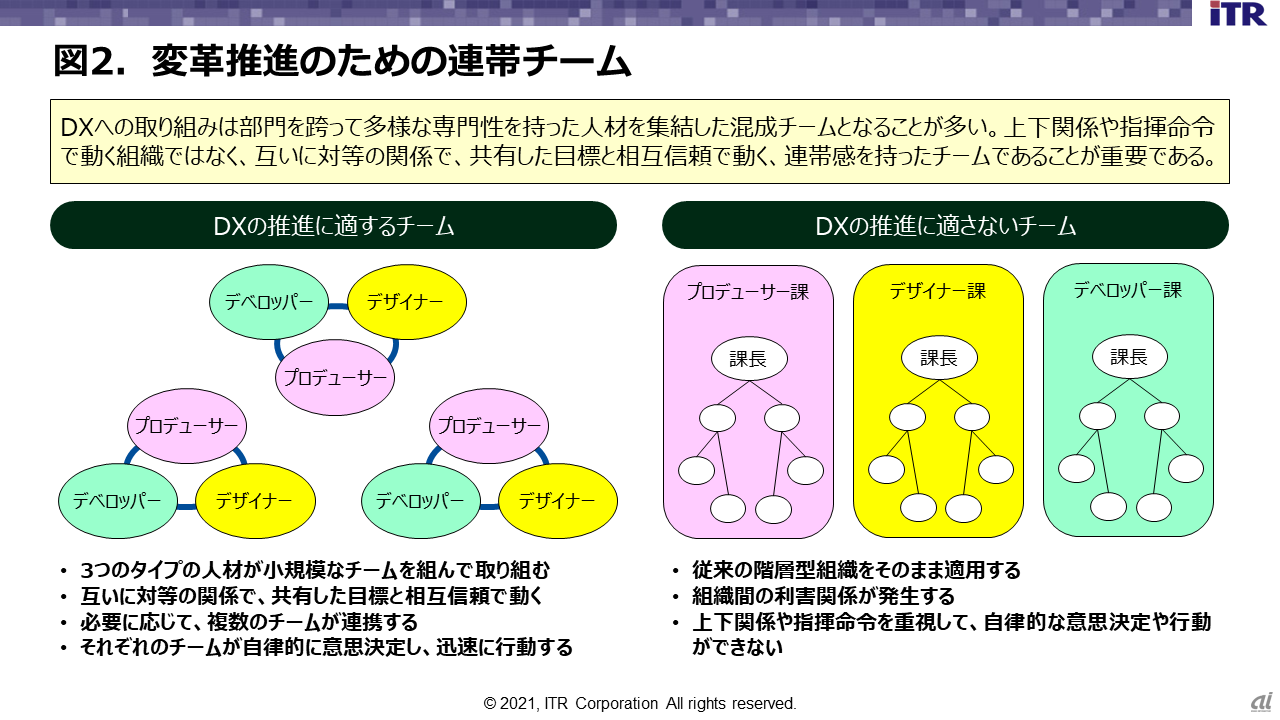 iTR
図2. 変革推進のための連帯チーム
DXへの取り組みは部門を跨って多様な専門性を持った人材を集結した混成チームとなることが多い。上下関係や指揮命令
で動く組織ではなく、互いに対等の関係で、共有した目標と相互信頼で動く、連帯感を持ったチームであることが重要である。
DXの推進に適するチーム
デベロッパー
デザイナー
プロデューサー
プロデューサー
デベロッパー
デザイナー
プロデューサー
デベロッパー
デザイナー
• 3つのタイプの人材が小規模なチームを組んで取り組む
• 互いに対等の関係で、共有した目標と相互信頼で動く
• 必要に応じて、複数のチームが連携する
• それぞれのチームが自律的に意思決定し、迅速に行動する
DXの推進に適さないチーム
プロデューサー課
課長
デザイナー課
課長
デベロッパー課
課長
• 従来の階層型組織をそのまま適用する
• 組織間の利害関係が発生する
• 上下関係や指揮命令を重視して、自律的な意思決定や行動
ができない
© 2021, ITR Corporation All rights reserved.
ai